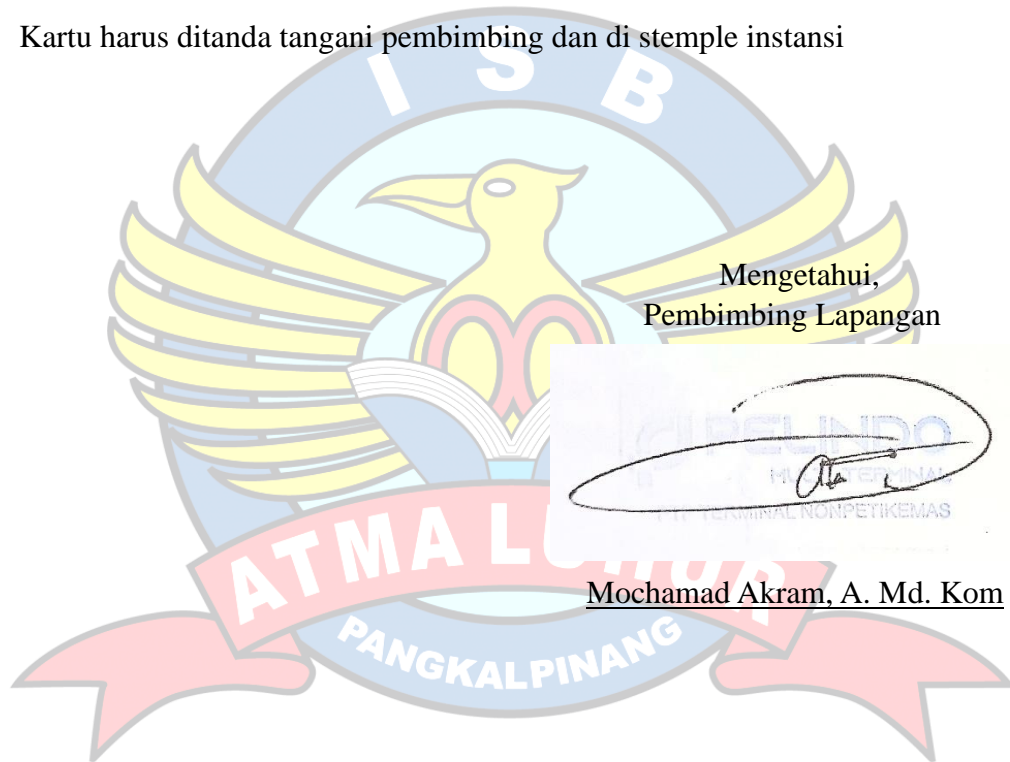 Kartu harus ditanda tangani pembimbing dan di stemple instansi
I S B
Mengetahui,
Pembimbing Lapangan
PELINDO
TERMINAL
TERMINAL NONPETIKEMAS
ATMA LUHUR
Mochamad Akram, A. Md. Kom
PANGKALPINANG